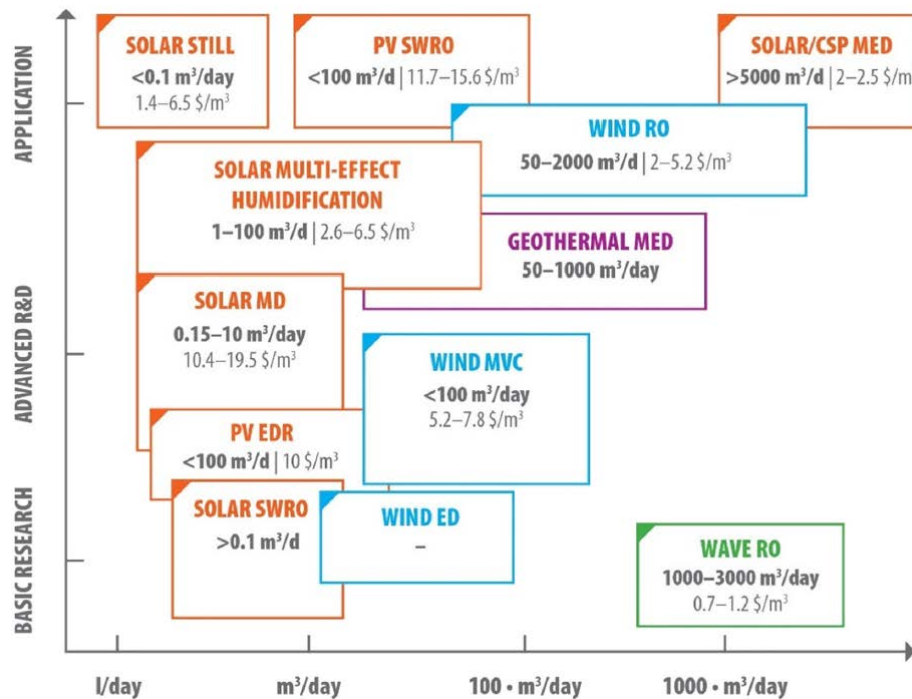 APPLICATION
ADVANCED R&D
BASIC RESEARCH
SOLAR STILL
<0.1 m³/day
1.4–6.5 $/m³
PV SWRO
<100 m³/d | 11.7–15.6 $/m³
SOLAR/CSP MED
>5000 m³/d | 2–2.5 $/m
WIND RO
50–2000 m³/d | 2–5.2 $/m³
SOLAR MULTI-EFFECT
HUMIDIFICATION
1–100 m³/d | 2.6–6.5 $/m³
GEOTHERMAL MED
50–1000 m³/day
SOLAR MD
0.15–10 m³/day
10.4–19.5 $/m³
WIND MVC
<100 m³/day
5.2–7.8 $/m³
PV EDR
<100 m³/d | 10 $/m³
SOLAR SWRO
>0.1 m³/d
WIND ED
–
WAVE RO
1000–3000 m³/day
0.7–1.2 $/m³
l/day
m³/day
100 • m³/day
1000 • m³/day